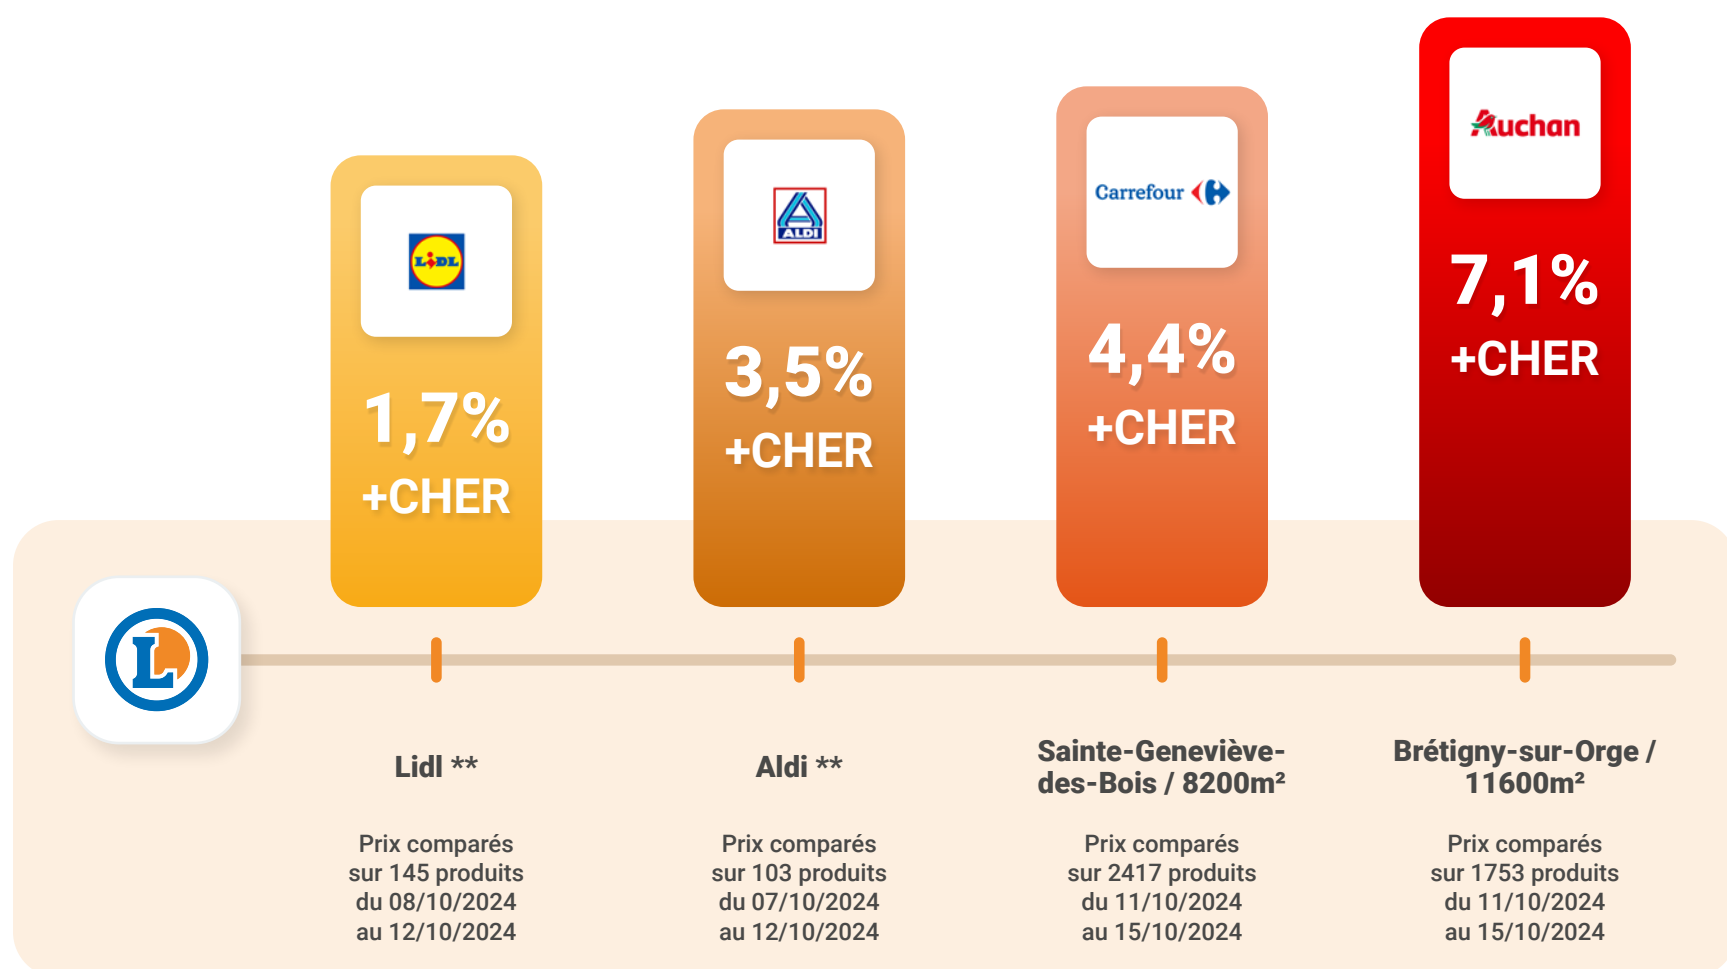 LIDL
1,7%
+CHER
ALDI
3,5%
+CHER
Carrefour
4,4%
+CHER
Auchan
7,1%
+CHER
L
Lidl **
Prix comparés
sur 145 produits
du 08/10/2024
au 12/10/2024
Aldi **
Prix comparés
sur 103 produits
du 07/10/2024
au 12/10/2024
Sainte-Geneviève-
des-Bois / 8200m²
Prix comparés
sur 2417 produits
du 11/10/2024
au 15/10/2024
Brétigny-sur-Orge /
11600m²
Prix comparés
sur 1753 produits
du 11/10/2024
au 15/10/2024